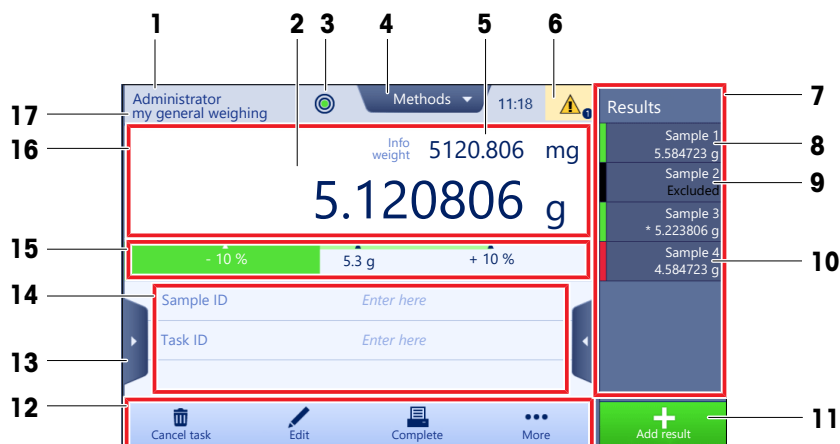 1 2 3 4 5 6
Administrator
my general weighing
Methods
11:18
1
Info weight 5120.806 mg
5.120806 g
- 10 % 5.3 g + 10 %
Sample ID Enter here
Task ID Enter here
Cancel task Edit Complete More
Results
Sample 1
5.584723 g
Sample 2
Excluded
Sample 3
* 5.223806 g
Sample 4
4.584723 g
Add result
7
8
9
10
11
17
16
15
14
13
12